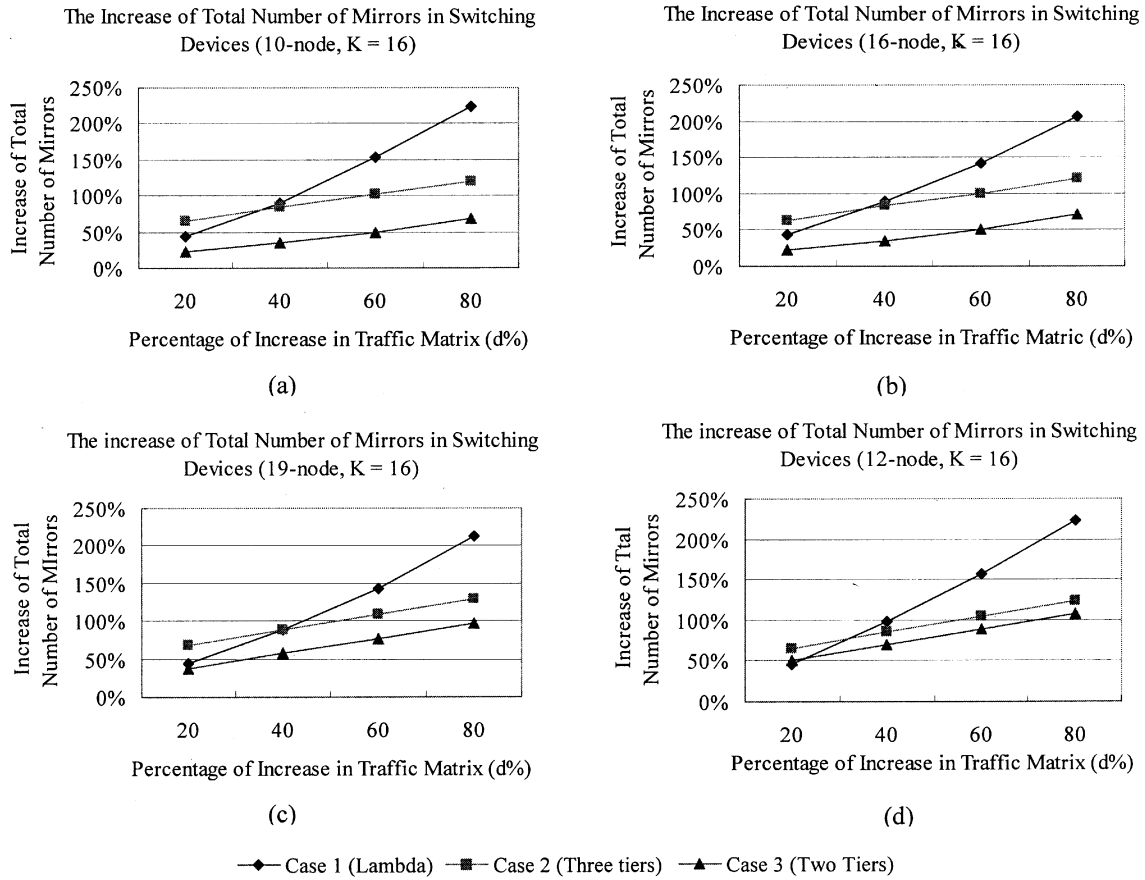 The Increase of Total Number of Mirrors in Switching
Devices (10-node, K = 16)
Increase of Total
Number of Mirrors
250%
200%
150%
100%
50%
0%
20 40 60 80
Percentage of Increase in Traffic Matrix (d%)
(a)
The Increase of Total Number of Mirrors in Switching
Devices (16-node, K = 16)
Increase of Total
Number of Mirrors
250%
200%
150%
100%
50%
0%
20 40 60 80
Percentage of Increase in Traffic Matric (d%)
(b)
The increase of Total Number of Mirrors in Switching
Devices (19-node, K = 16)
Increase of Total
Number of MIrrors
250%
200%
150%
100%
50%
0%
20 40 60 80
Percentage of Increase in Traffic Matrix (d%)
(c)
The increase of Total Number of Mirrors in Switching
Devices (12-node, K = 16)
Increase of Ttal
Number of Mirrors
250%
200%
150%
100%
50%
0%
20 40 60 80
Percentage of Increase in Traffic Matrix (d%)
(d)
Case 1 (Lambda) Case 2 (Three tiers) Case 3 (Two Tiers)